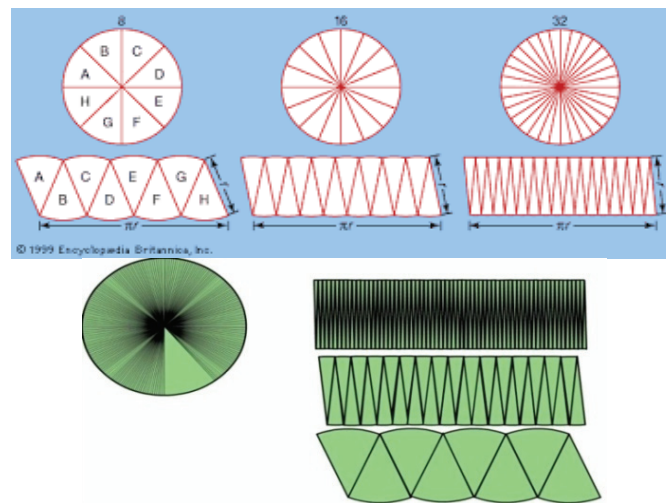 8 16 32
B C
A D
H E
G F
A C E G r r r
B D F H
πr πr πr
© 1999 Encyclopædia Britannica, Inc.